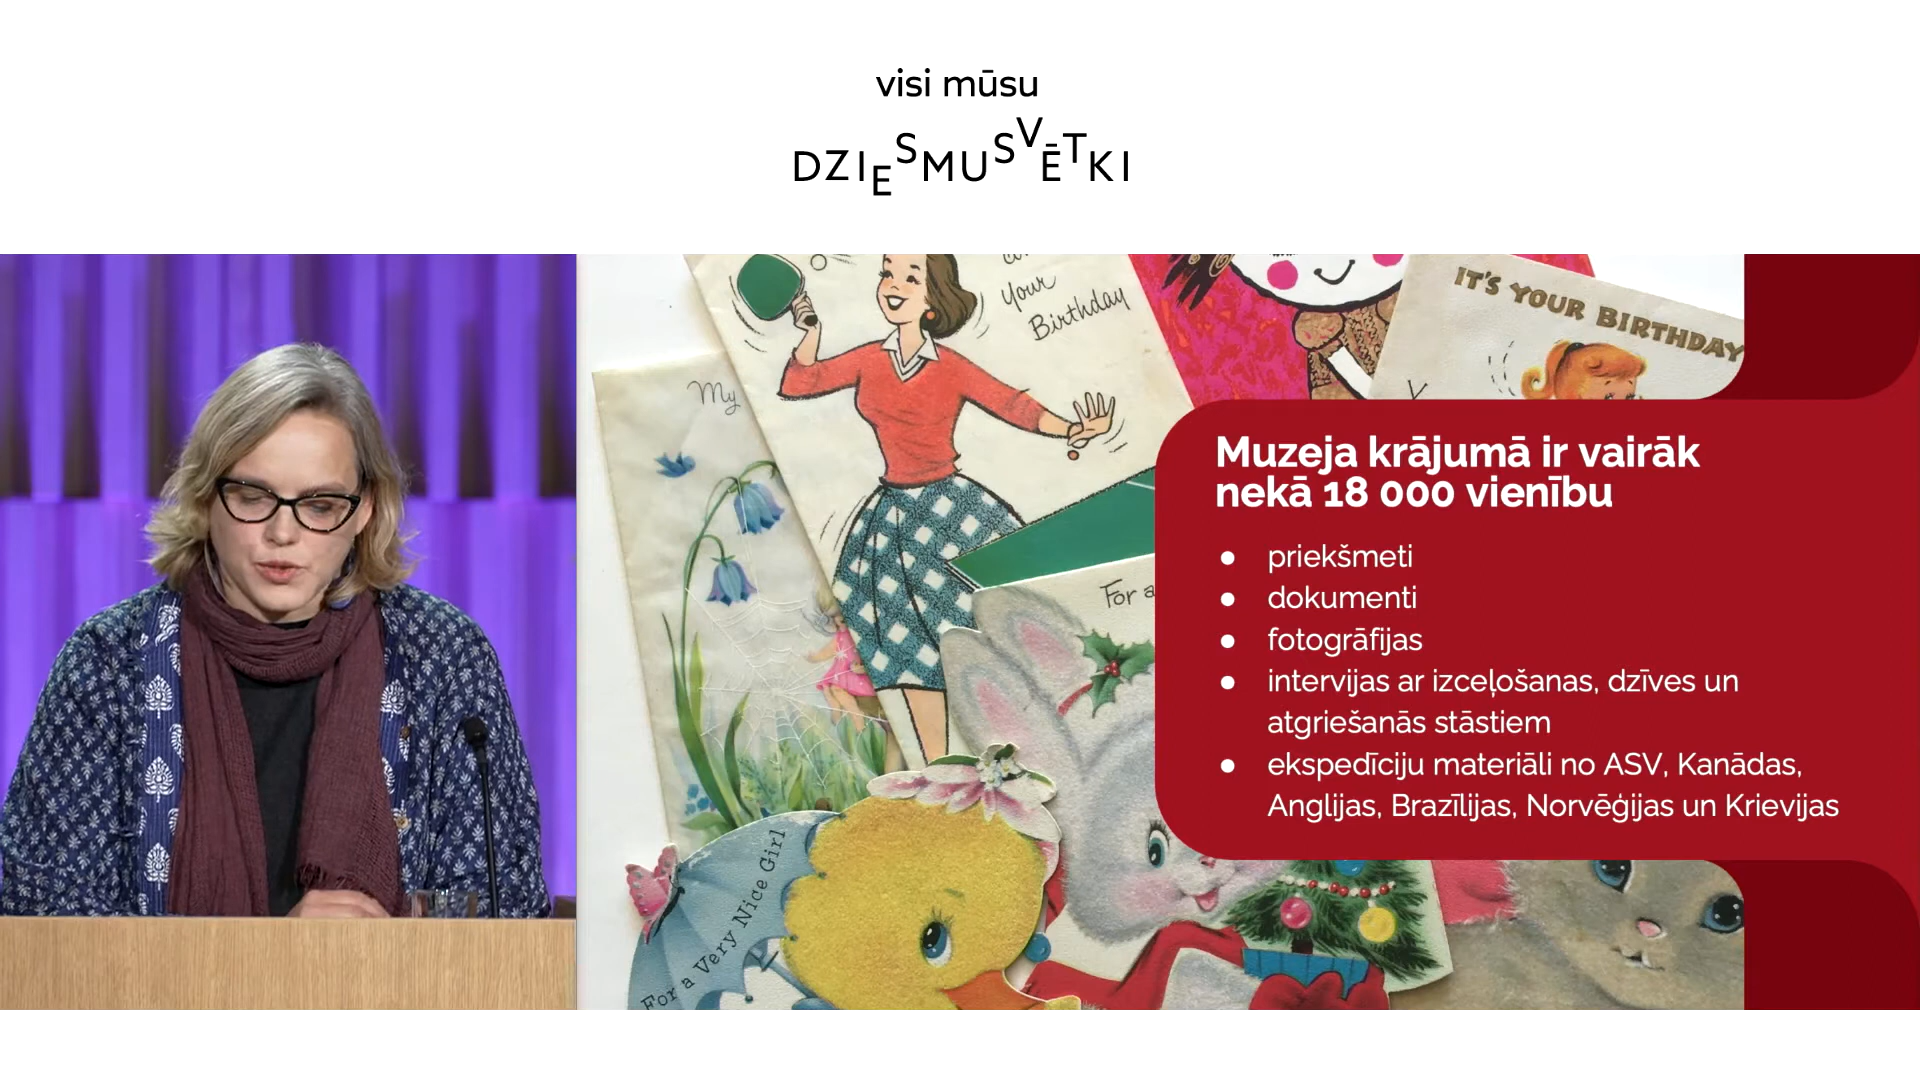 visi mūsu
DZIESMUSVĒTKI
your
Birthday
IT'S YOUR BIRTHDAY
My
For a
Muzeja krājumā ir vairāk
nekā 18 000 vienību
● priekšmeti
● dokumenti
● fotogrāfijas
● intervijas ar izceļošanas, dzīves un
atgriešanās stāstiem
● ekspedīciju materiāli no ASV, Kanādas,
Anglijas, Brazīlijas, Norvēģijas un Krievijas
For a Very Nice Girl